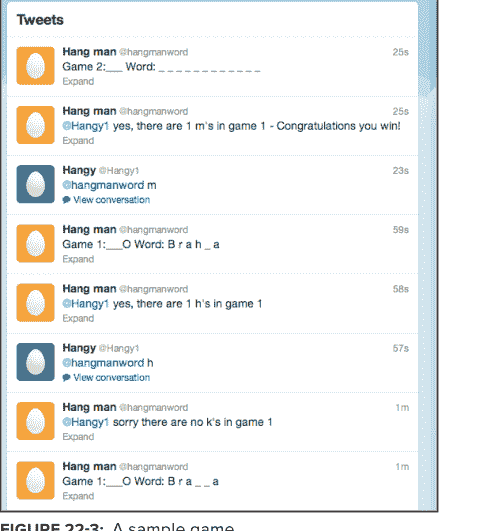 Tweets
Hang man @hangmanword 25s
Game 2:___ Word: _ _ _ _ _ _ _ _ _ _ _ _
Expand
Hang man @hangmanword 25s
@Hangy1 yes, there are 1 m's in game 1 - Congratulations you win!
Expand
Hangy @Hangy1 23s
@hangmanword m
View conversation
Hang man @hangmanword 59s
Game 1:___O Word: B r a h _ a
Expand
Hang man @hangmanword 58s
@Hangy1 yes, there are 1 h's in game 1
Expand
Hangy @Hangy1 57s
@hangmanword h
View conversation
Hang man @hangmanword 1m
@Hangy1 sorry there are no k's in game 1
Expand
Hang man @hangmanword 1m
Game 1:___O Word: B r a _ _ a
Expand
FIGURE 22-3: A sample game